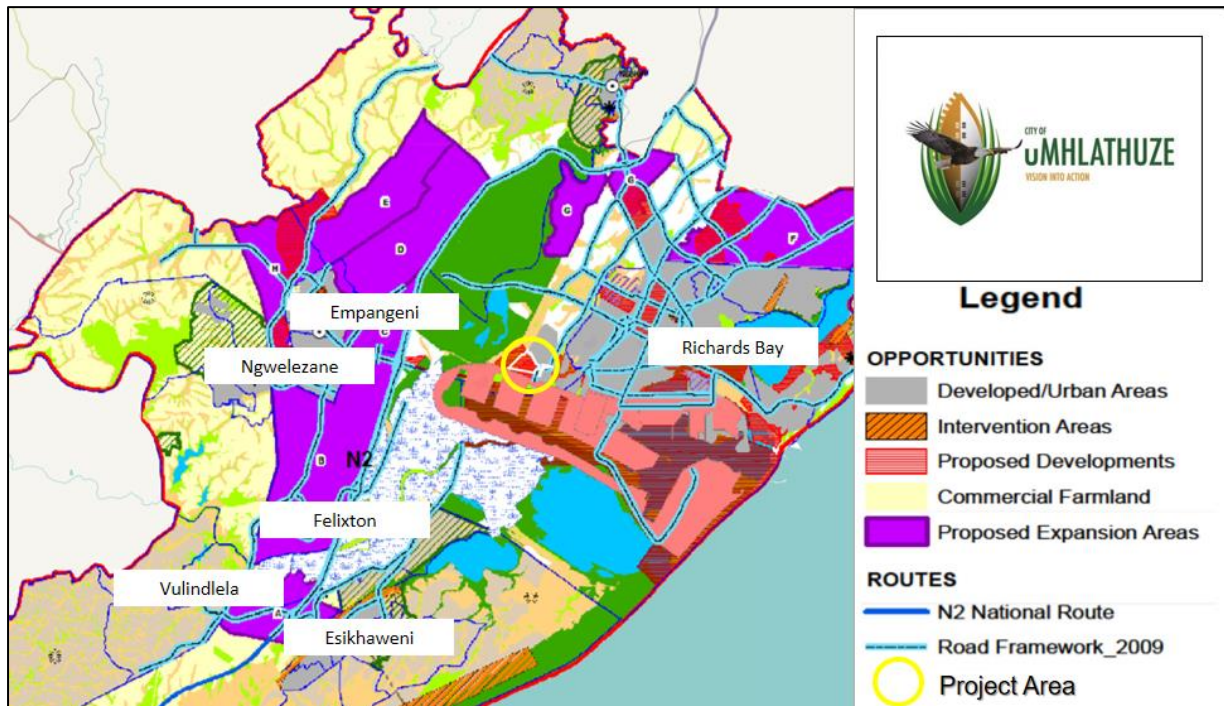 E
D
H
G
G
F
Empangeni
Ngwelezane
Richards Bay
B
N2
Felixton
Vulindlela
A
Esikhaweni
CITY OF
uMHLATHUZE
VISION INTO ACTION
Legend
OPPORTUNITIES
Developed/Urban Areas
Intervention Areas
Proposed Developments
Commercial Farmland
Proposed Expansion Areas
ROUTES
N2 National Route
Road Framework_2009
Project Area